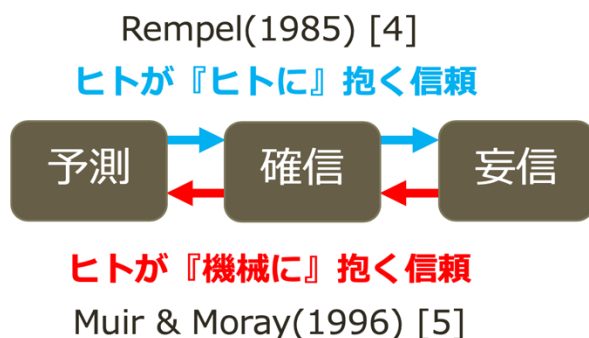 Rempel(1985) [4]
ヒトが『ヒトに』抱く信頼
予測 確信 妄信
ヒトが『機械に』抱く信頼
Muir & Moray(1996) [5]